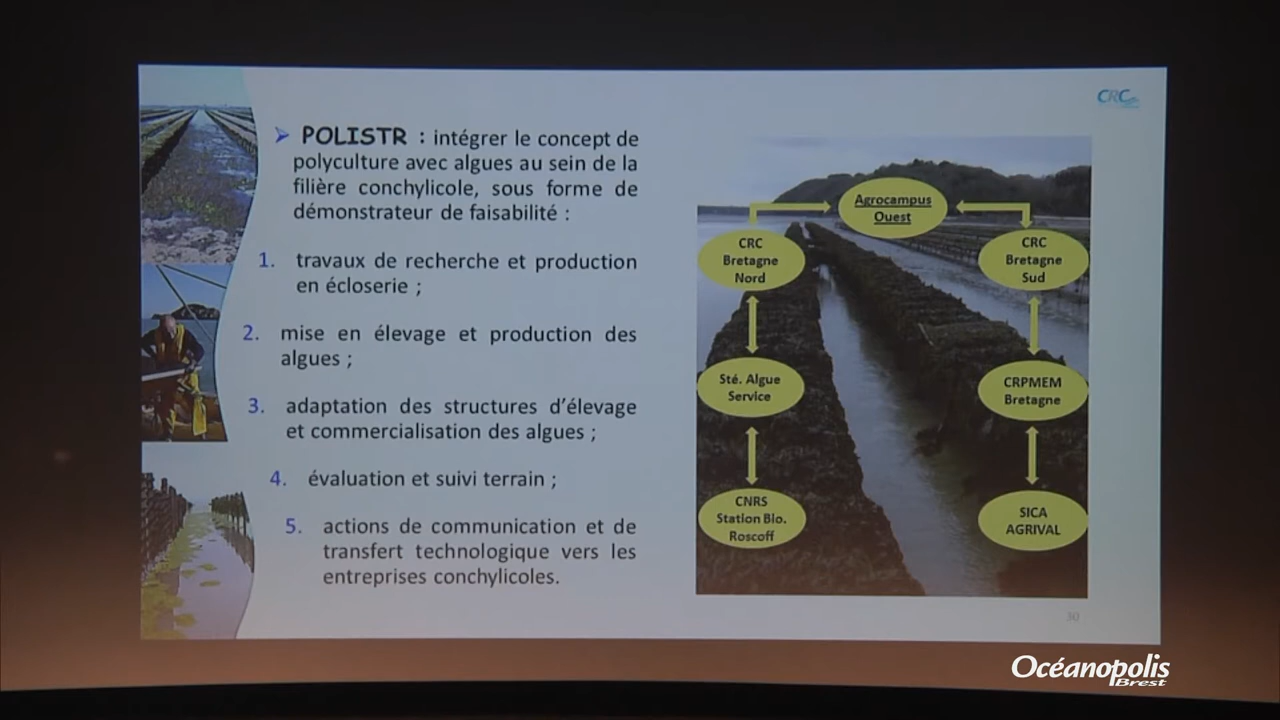 CRC
➢ POLISTR : intégrer le concept de
polyculture avec algues au sein de la
filière conchylicole, sous forme de
démonstrateur de faisabilité :
1. travaux de recherche et production
en écloserie ;
2. mise en élevage et production des
algues ;
3. adaptation des structures d'élevage
et commercialisation des algues ;
4. évaluation et suivi terrain ;
5. actions de communication et de
transfert technologique vers les
entreprises conchylicoles.
Agrocampus
Ouest
CRC
Bretagne
Nord
CRC
Bretagne
Sud
Sté. Algue
Service
CRPMEM
Bretagne
CNRS
Station Bio.
Roscoff
SICA
AGRIVAL
30
Océanopolis
Brest